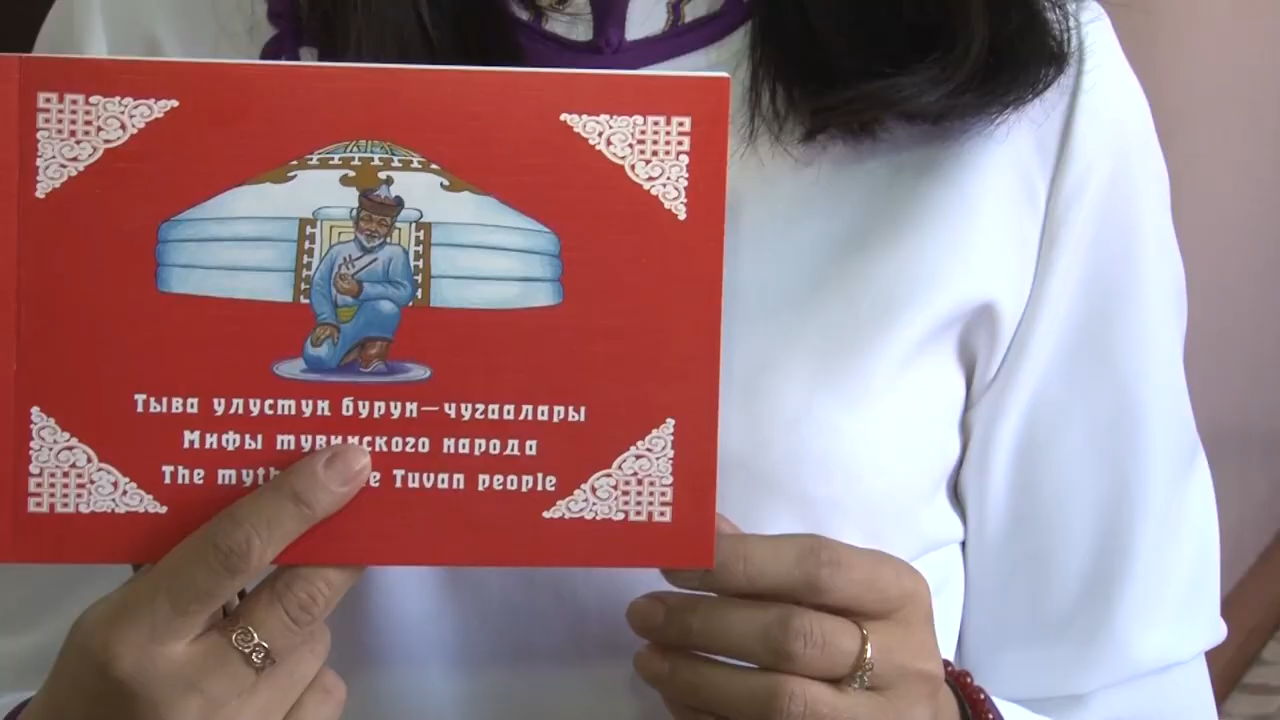 Тыва улустуң бурун–чугаалары
Мифы тувинского народа
The myth e Tuvan people